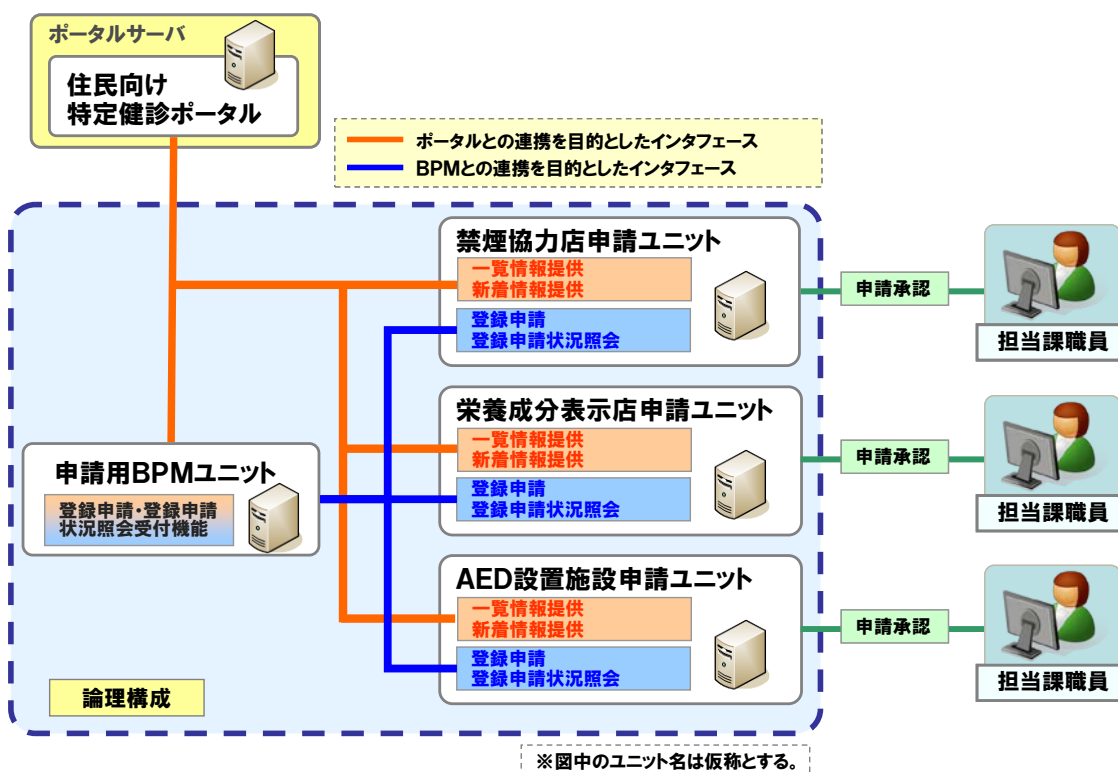 ポータルサーバ
住民向け
特定健診ポータル
ポータルとの連携を目的としたインタフェース
BPMとの連携を目的としたインタフェース
禁煙協力店申請ユニット
一覧情報提供
新着情報提供
登録申請
登録申請状況照会
申請承認
担当課職員
栄養成分表示店申請ユニット
一覧情報提供
新着情報提供
登録申請
登録申請状況照会
申請承認
担当課職員
申請用BPMユニット
登録申請・登録申請
状況照会受付機能
AED設置施設申請ユニット
一覧情報提供
新着情報提供
登録申請
登録申請状況照会
申請承認
担当課職員
論理構成
※図中のユニット名は仮称とする。